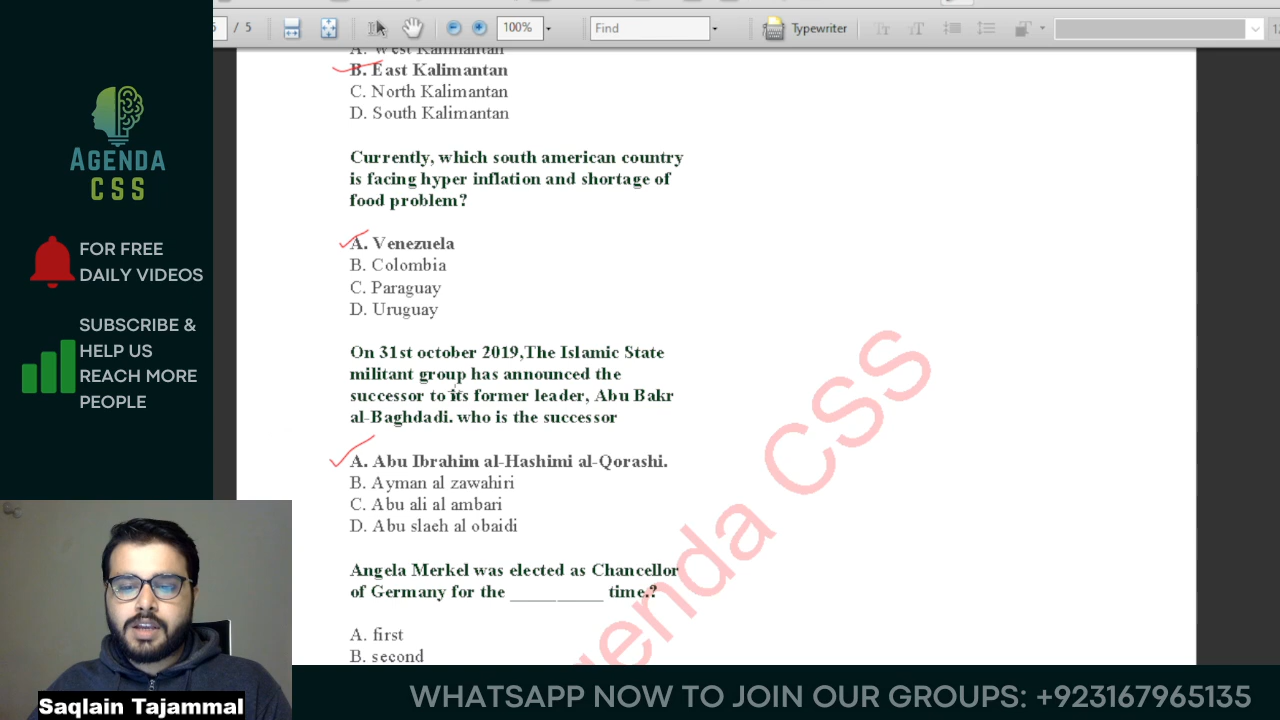 5 / 5
100%
Find
Typewriter
A. West Kalimantan
B. East Kalimantan
C. North Kalimantan
D. South Kalimantan
Currently, which south american country
is facing hyper inflation and shortage of
food problem?
A. Venezuela
B. Colombia
C. Paraguay
D. Uruguay
On 31st october 2019,The Islamic State
militant group has announced the
successor to its former leader, Abu Bakr
al-Baghdadi. who is the successor
A. Abu Ibrahim al-Hashimi al-Qorashi.
B. Ayman al zawahiri
C. Abu ali al ambari
D. Abu slaeh al obaidi
Angela Merkel was elected as Chancellor
of Germany for the __________ time.?
A. first
B. second
genda CSS
AGENDA
CSS
FOR FREE
DAILY VIDEOS
SUBSCRIBE &
HELP US
REACH MORE
PEOPLE
Saqlain Tajammal
WHATSAPP NOW TO JOIN OUR GROUPS: +923167965135